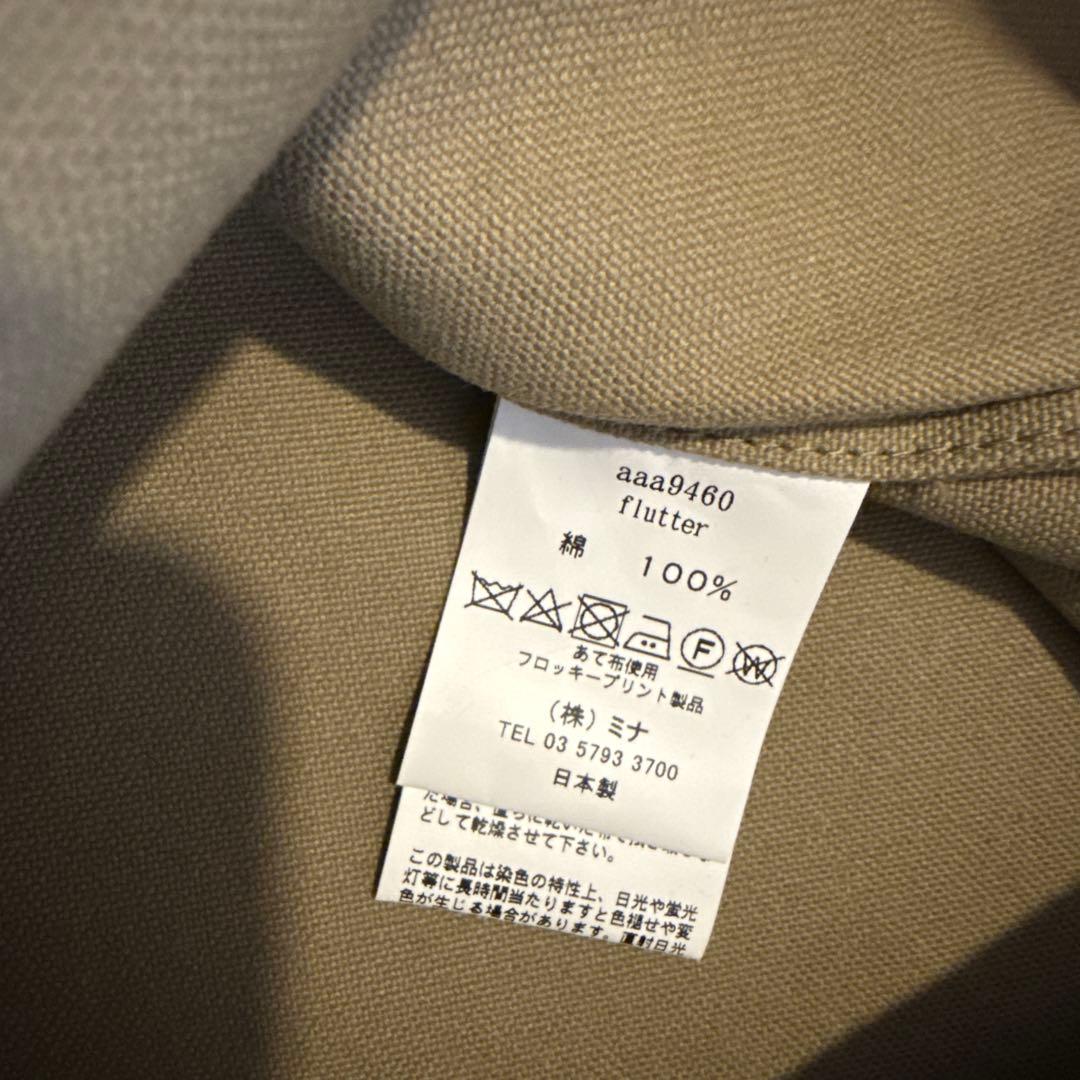 aaa9460
flutter
綿 100%
F W
あて布使用
フロッキープリント製品
(株)ミナ
TEL 03 5793 3700
日本製
どして乾燥させて下さい。
この製品は染色の特性上、日光や蛍光
灯等に長時間当たりますと色褪せや変
色が生じる場合があります。直射日光